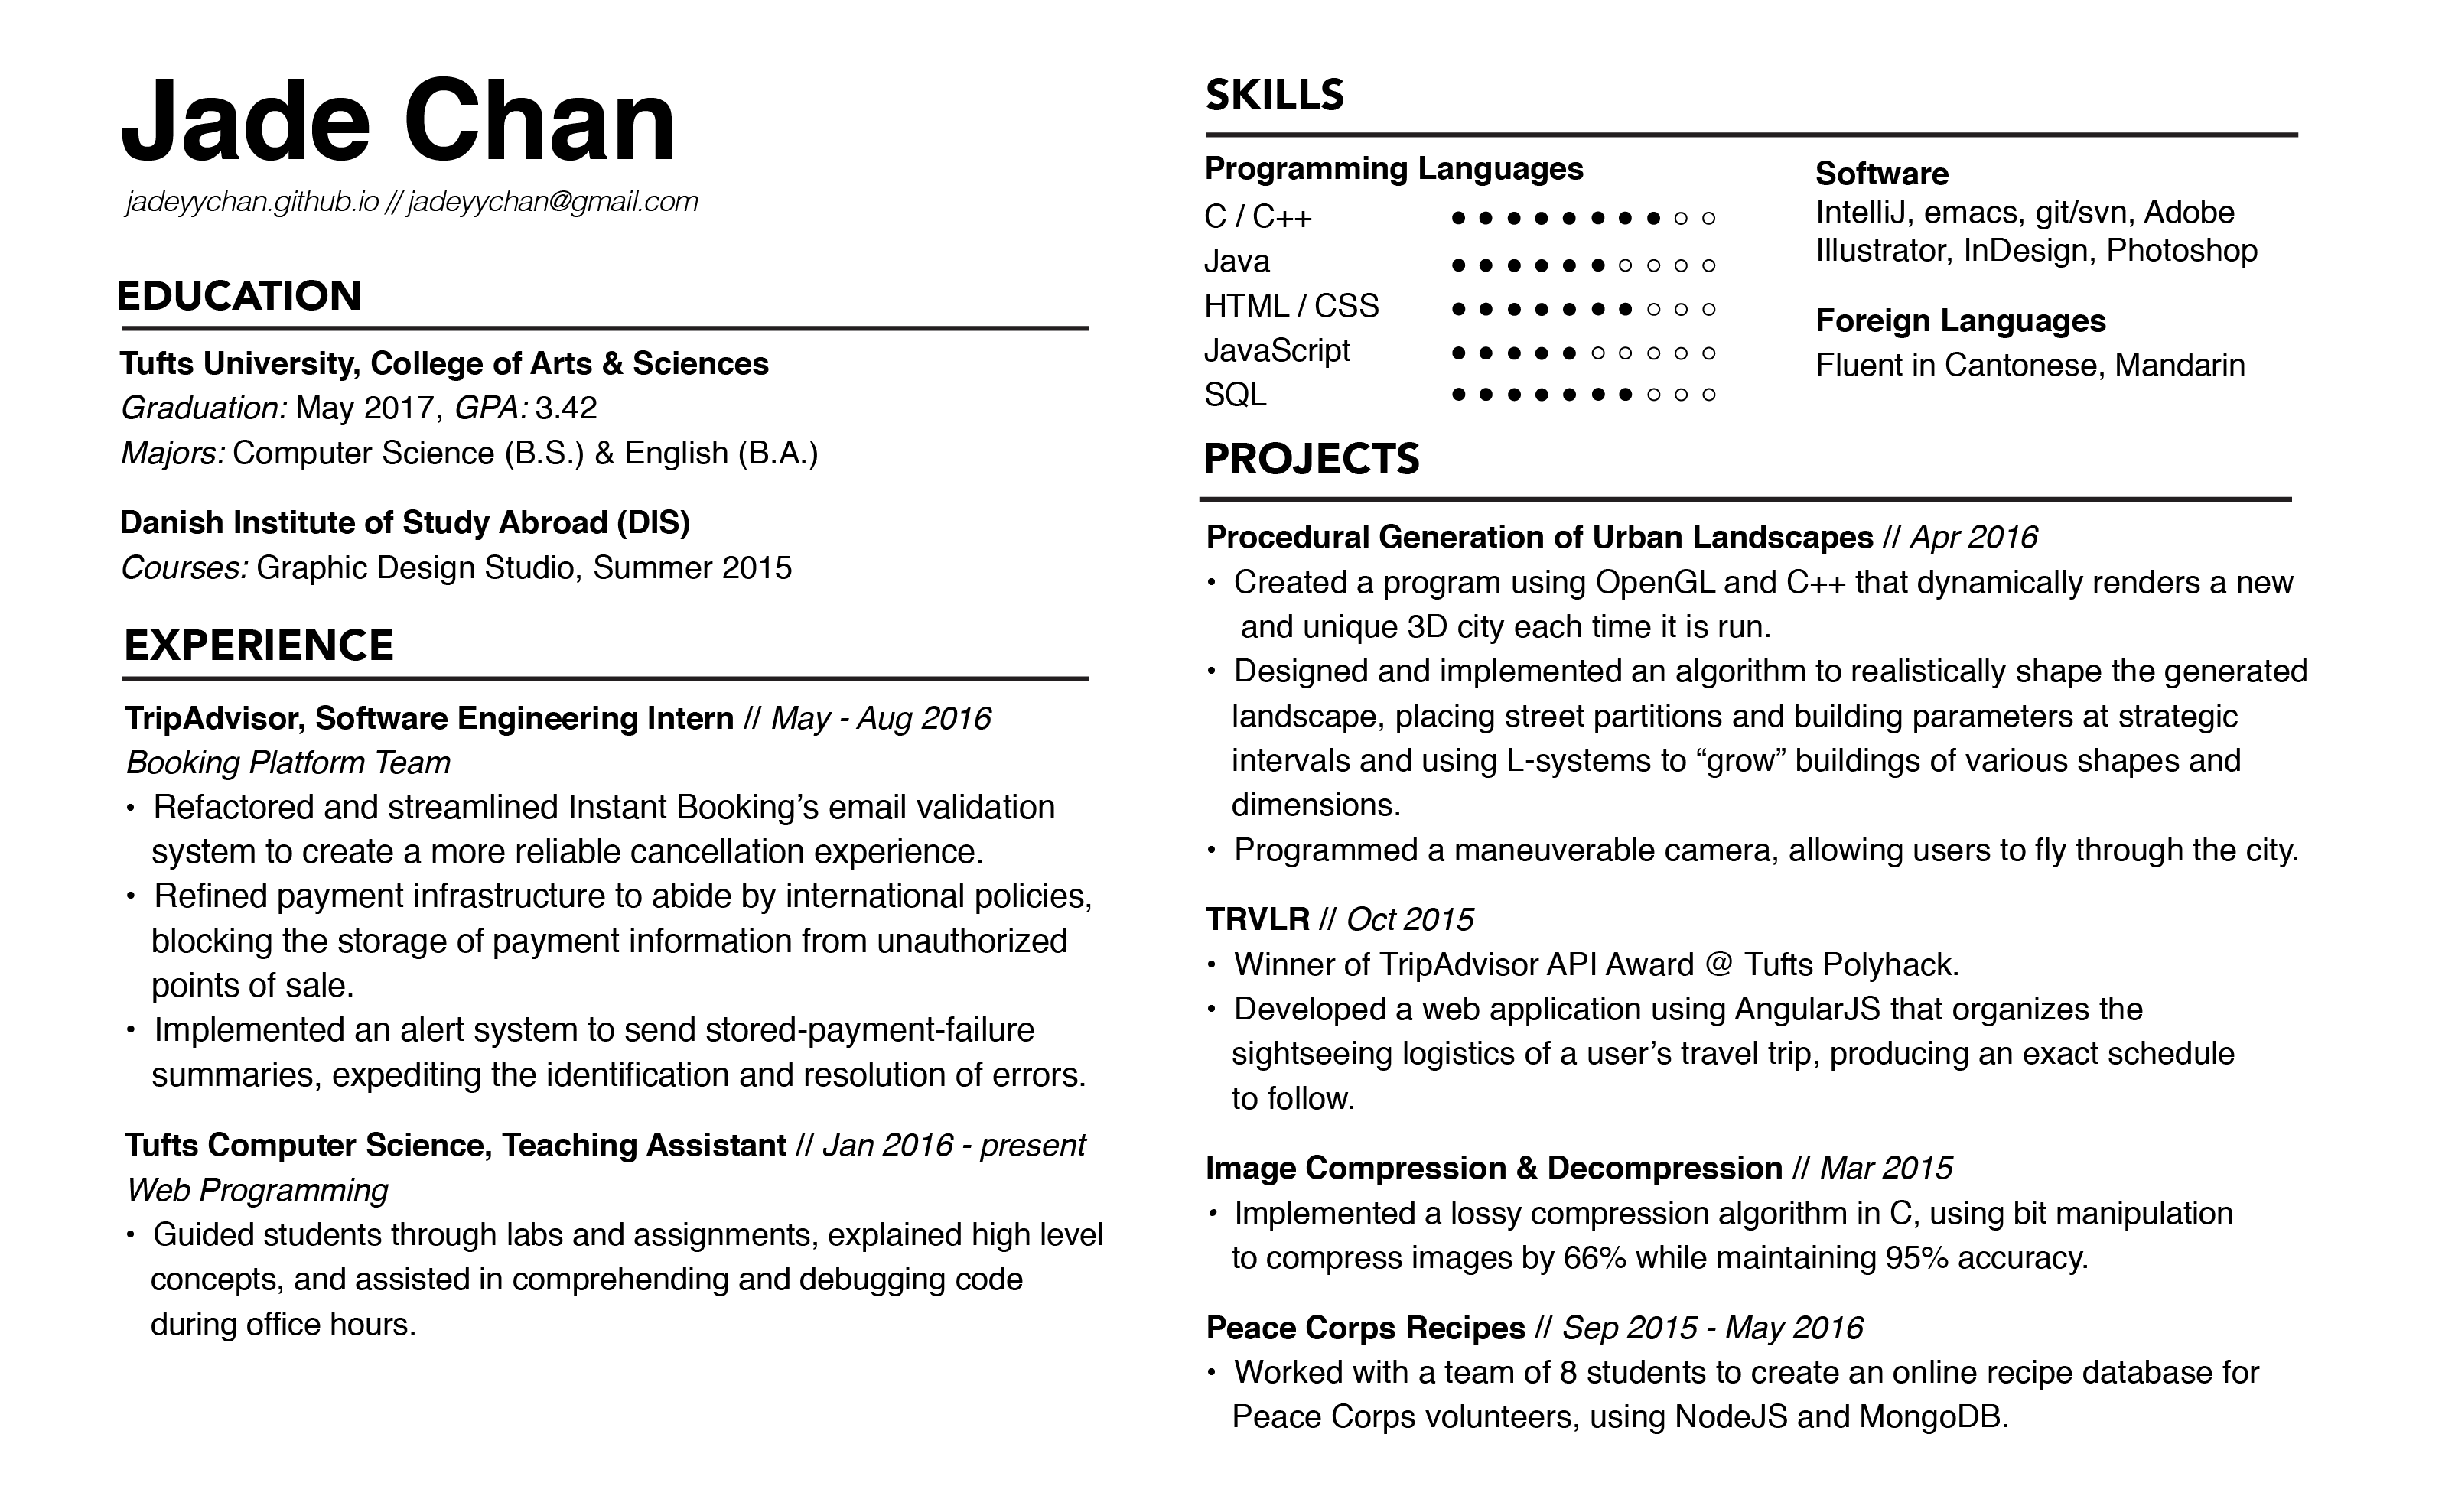 Jade Chan
jadeyychan.github.io // jadeyychan@gmail.com
EDUCATION
Tufts University, College of Arts & Sciences
Graduation: May 2017, GPA: 3.42
Majors: Computer Science (B.S.) & English (B.A.)
Danish Institute of Study Abroad (DIS)
Courses: Graphic Design Studio, Summer 2015
EXPERIENCE
TripAdvisor, Software Engineering Intern // May - Aug 2016
Booking Platform Team
• Refactored and streamlined Instant Booking’s email validation
system to create a more reliable cancellation experience.
• Refined payment infrastructure to abide by international policies,
blocking the storage of payment information from unauthorized
points of sale.
• Implemented an alert system to send stored-payment-failure
summaries, expediting the identification and resolution of errors.
Tufts Computer Science, Teaching Assistant // Jan 2016 - present
Web Programming
• Guided students through labs and assignments, explained high level
concepts, and assisted in comprehending and debugging code
during office hours.
SKILLS
Programming Languages
C / C++
Java
HTML / CSS
JavaScript
SQL
Software
IntelliJ, emacs, git/svn, Adobe
Illustrator, InDesign, Photoshop
Foreign Languages
Fluent in Cantonese, Mandarin
PROJECTS
Procedural Generation of Urban Landscapes // Apr 2016
• Created a program using OpenGL and C++ that dynamically renders a new
and unique 3D city each time it is run.
• Designed and implemented an algorithm to realistically shape the generated
landscape, placing street partitions and building parameters at strategic
intervals and using L-systems to “grow” buildings of various shapes and
dimensions.
• Programmed a maneuverable camera, allowing users to fly through the city.
TRVLR // Oct 2015
• Winner of TripAdvisor API Award @ Tufts Polyhack.
• Developed a web application using AngularJS that organizes the
sightseeing logistics of a user’s travel trip, producing an exact schedule
to follow.
Image Compression & Decompression // Mar 2015
• Implemented a lossy compression algorithm in C, using bit manipulation
to compress images by 66% while maintaining 95% accuracy.
Peace Corps Recipes // Sep 2015 - May 2016
• Worked with a team of 8 students to create an online recipe database for
Peace Corps volunteers, using NodeJS and MongoDB.